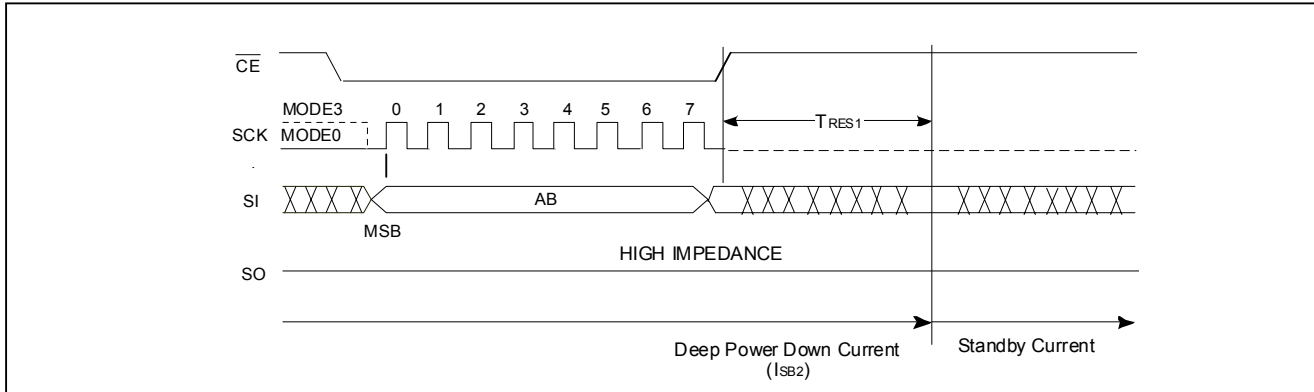 CE
MODE3 0 1 2 3 4 5 6 7
SCK MODE0
TRES1
SI AB
MSB
HIGH IMPEDANCE
SO
Deep Power Down Current Standby Current
(ISB2)